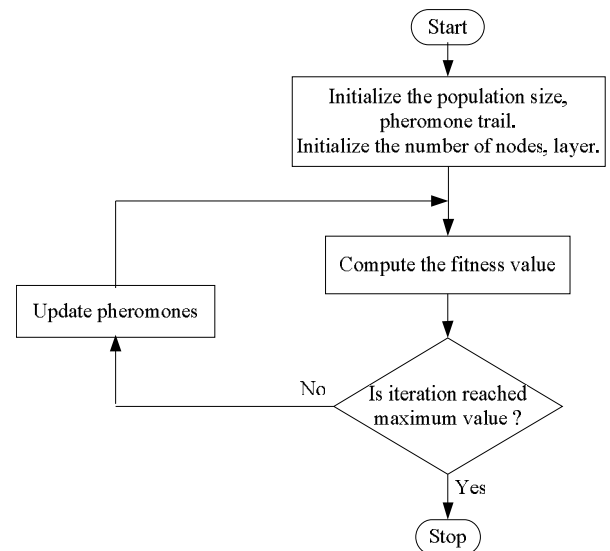 Start
Initialize the population size,
pheromone trail.
Initialize the number of nodes, layer.
Compute the fitness value
Update pheromones
No
Is iteration reached
maximum value ?
Yes
Stop